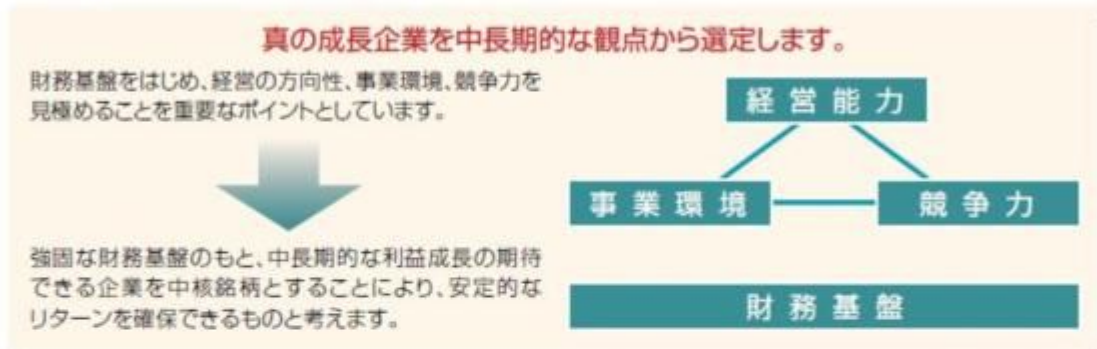 真の成長企業を中長期的な観点から選定します。
財務基盤をはじめ、経営の方向性、事業環境、競争力を
見極めることを重要なポイントとしています。
強固な財務基盤のもと、中長期的な利益成長の期待
できる企業を中核銘柄とすることにより、安定的な
リターンを確保できるものと考えます。
経営能力
事業環境
競争力
財務基盤